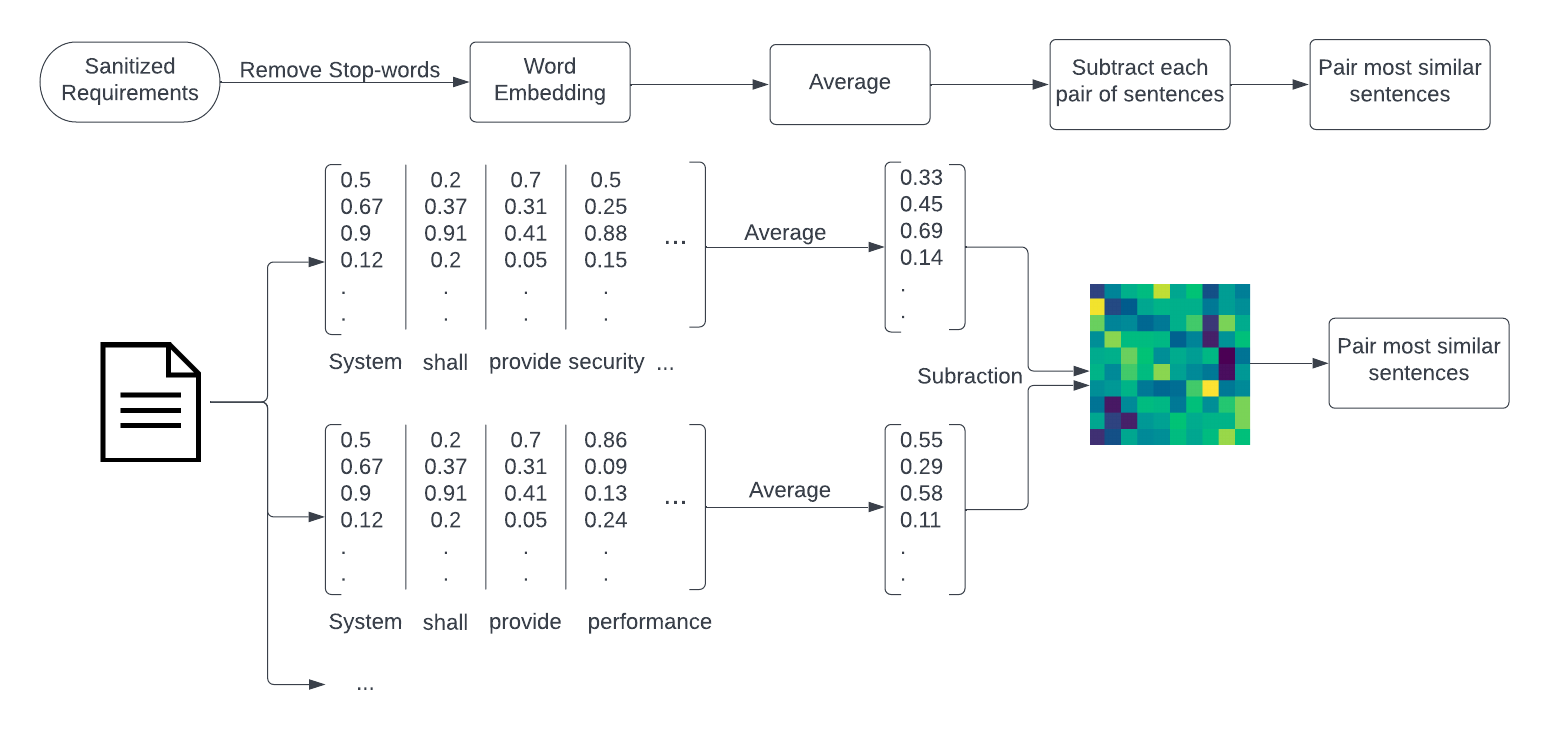 Sanitized
Requirements
Remove Stop-words
Word
Embedding
Average
Subtract each
pair of sentences
Pair most similar
sentences
0.5 0.2 0.7 0.5
0.67 0.37 0.31 0.25
0.9 0.91 0.41 0.88 ...
0.12 0.2 0.05 0.15
. . . .
. . . .
System shall provide security ...
Average
0.33
0.45
0.69
0.14
.
.
0.5 0.2 0.7 0.86
0.67 0.37 0.31 0.09
0.9 0.91 0.41 0.13 ...
0.12 0.2 0.05 0.24
. . . .
. . . .
System shall provide performance
Average
0.55
0.29
0.58
0.11
.
.
Subraction
Pair most similar
sentences
...